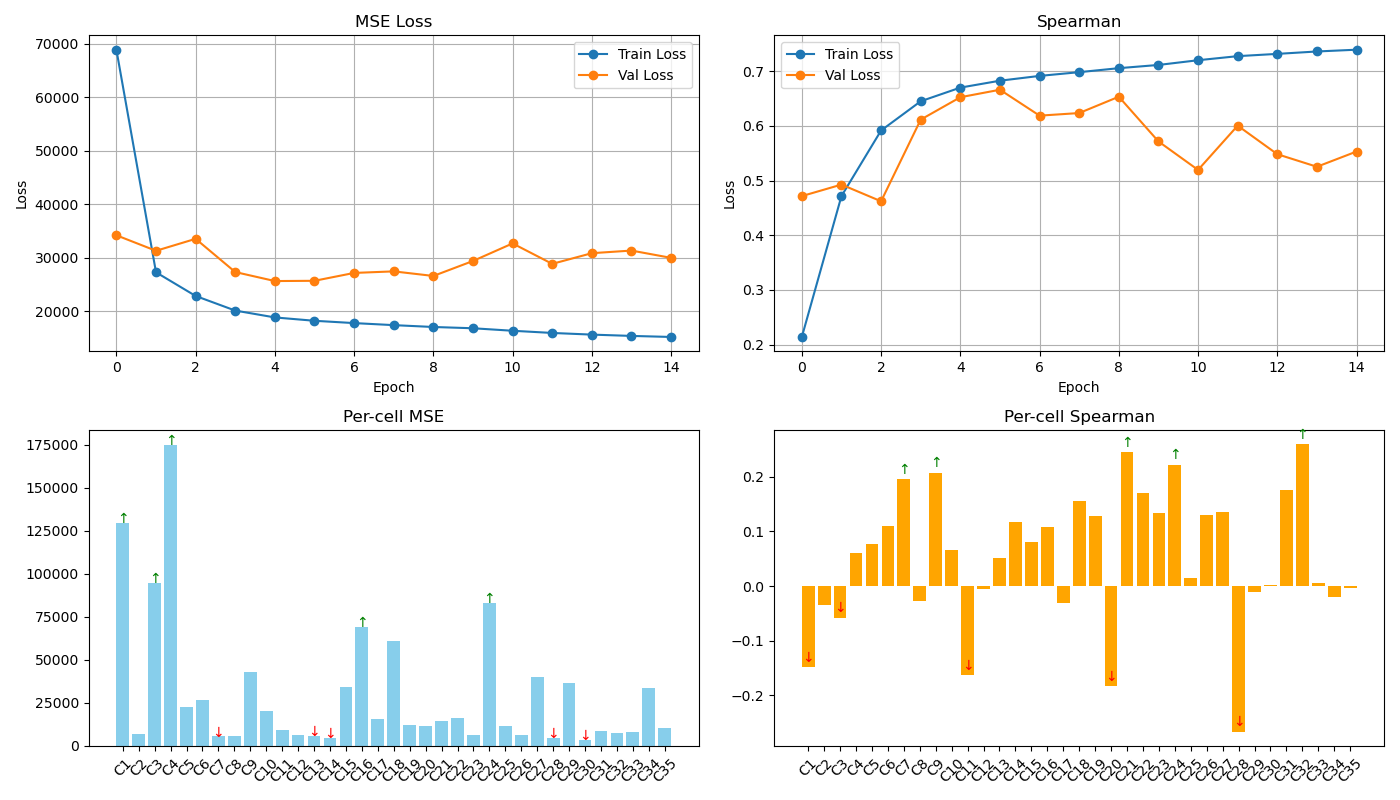 MSE Loss
70000
60000
50000
40000
30000
20000
Loss
Train Loss
Val Loss
0 2 4 6 8 10 12 14
Epoch
Spearman
0.7
0.6
0.5
0.4
0.3
0.2
Loss
Train Loss
Val Loss
0 2 4 6 8 10 12 14
Epoch
Per-cell MSE
175000
150000
125000
100000
75000
50000
25000
0
↑ ↑ ↑ ↓ ↓ ↓ ↑ ↑ ↓ ↓
C1 C2 C3 C4 C5 C6 C7 C8 C9 C10 C11 C12 C13 C14 C15 C16 C17 C18 C19 C20 C21 C22 C23 C24 C25 C26 C27 C28 C29 C30 C31 C32 C33 C34 C35
Per-cell Spearman
0.2
0.1
0.0
−0.1
−0.2
↓ ↓ ↑ ↑ ↓ ↓ ↑ ↑ ↓ ↑
C1 C2 C3 C4 C5 C6 C7 C8 C9 C10 C11 C12 C13 C14 C15 C16 C17 C18 C19 C20 C21 C22 C23 C24 C25 C26 C27 C28 C29 C30 C31 C32 C33 C34 C35